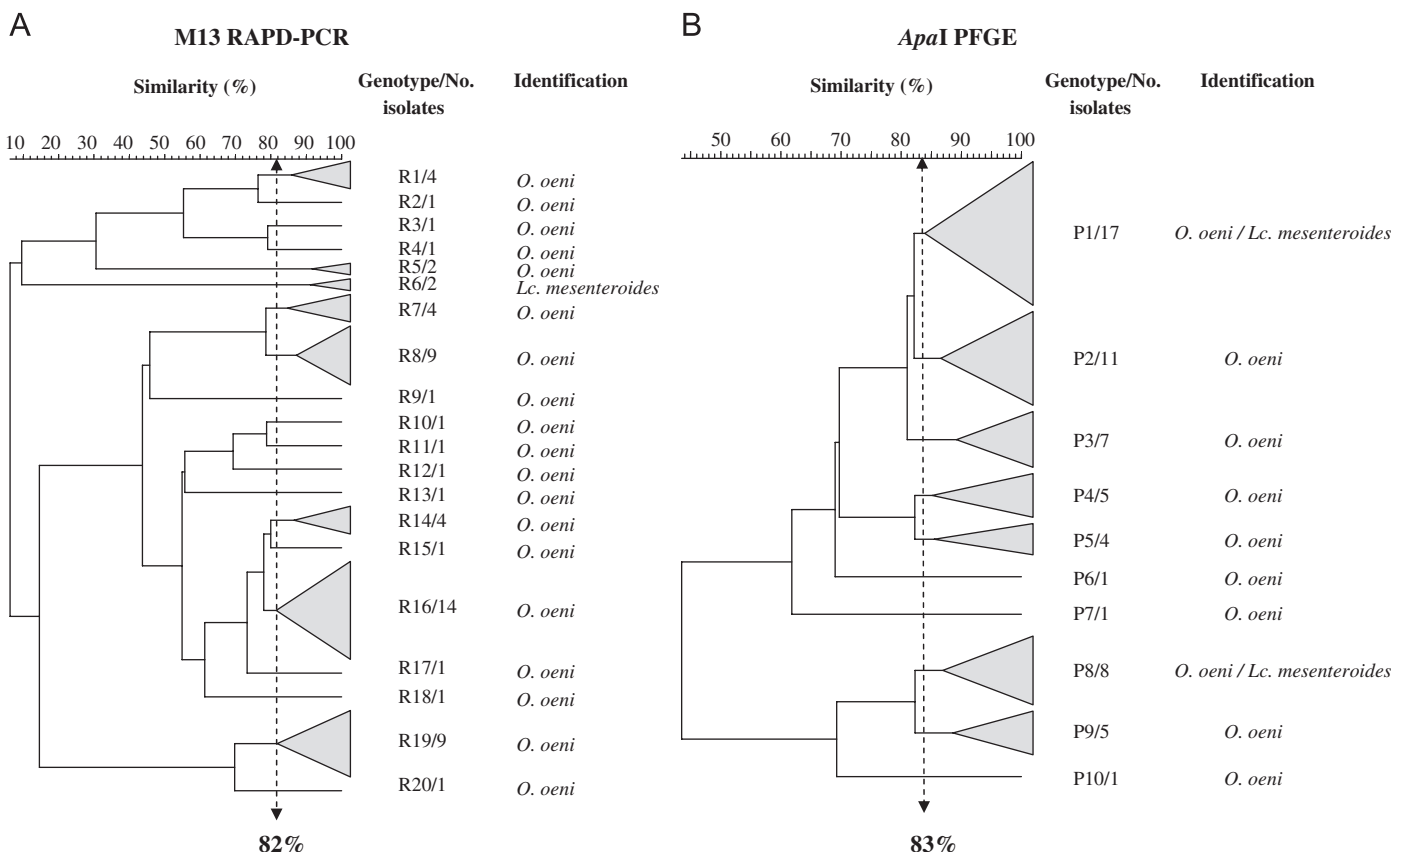 A
M13 RAPD-PCR
Similarity (%)
Genotype/No.
isolates
Identification
10 20 30 40 50 60 70 80 90 100
R1/4 O. oeni
R2/1 O. oeni
R3/1 O. oeni
R4/1 O. oeni
R5/2 O. oeni
R6/2 Lc. mesenteroides
R7/4 O. oeni
R8/9 O. oeni
R9/1 O. oeni
R10/1 O. oeni
R11/1 O. oeni
R12/1 O. oeni
R13/1 O. oeni
R14/4 O. oeni
R15/1 O. oeni
R16/14 O. oeni
R17/1 O. oeni
R18/1 O. oeni
R19/9 O. oeni
R20/1 O. oeni
82%
B
ApaI PFGE
Similarity (%)
Genotype/No.
isolates
Identification
50 60 70 80 90 100
P1/17 O. oeni / Lc. mesenteroides
P2/11 O. oeni
P3/7 O. oeni
P4/5 O. oeni
P5/4 O. oeni
P6/1 O. oeni
P7/1 O. oeni
P8/8 O. oeni / Lc. mesenteroides
P9/5 O. oeni
P10/1 O. oeni
83%